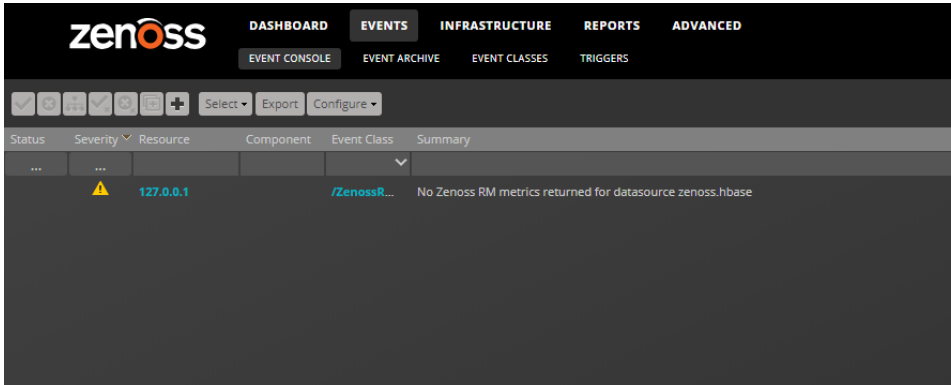 zenoss
DASHBOARD EVENTS INFRASTRUCTURE REPORTS ADVANCED
EVENT CONSOLE EVENT ARCHIVE EVENT CLASSES TRIGGERS
Select Export Configure
Status Severity Resource Component Event Class Summary
... ...
127.0.0.1 /ZenossR... No Zenoss RM metrics returned for datasource zenoss.hbase